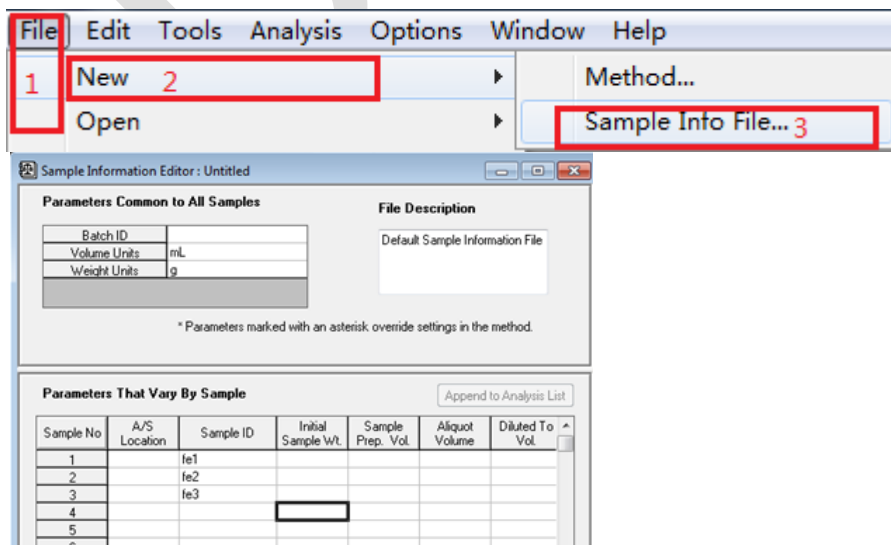 File Edit Tools Analysis Options Window Help
1 New 2 Method...
Open Sample Info File... 3
Sample Information Editor : Untitled
Parameters Common to All Samples
File Description
Batch ID
Volume Units mL
Weight Units g
Default Sample Information File
* Parameters marked with an asterisk override settings in the method.
Parameters That Vary By Sample
Append to Analysis List
Sample No A/S Location Sample ID Initial Sample Wt. Sample Prep. Vol. Aliquot Volume Diluted To Vol.
1 fe1
2 fe2
3 fe3
4
5